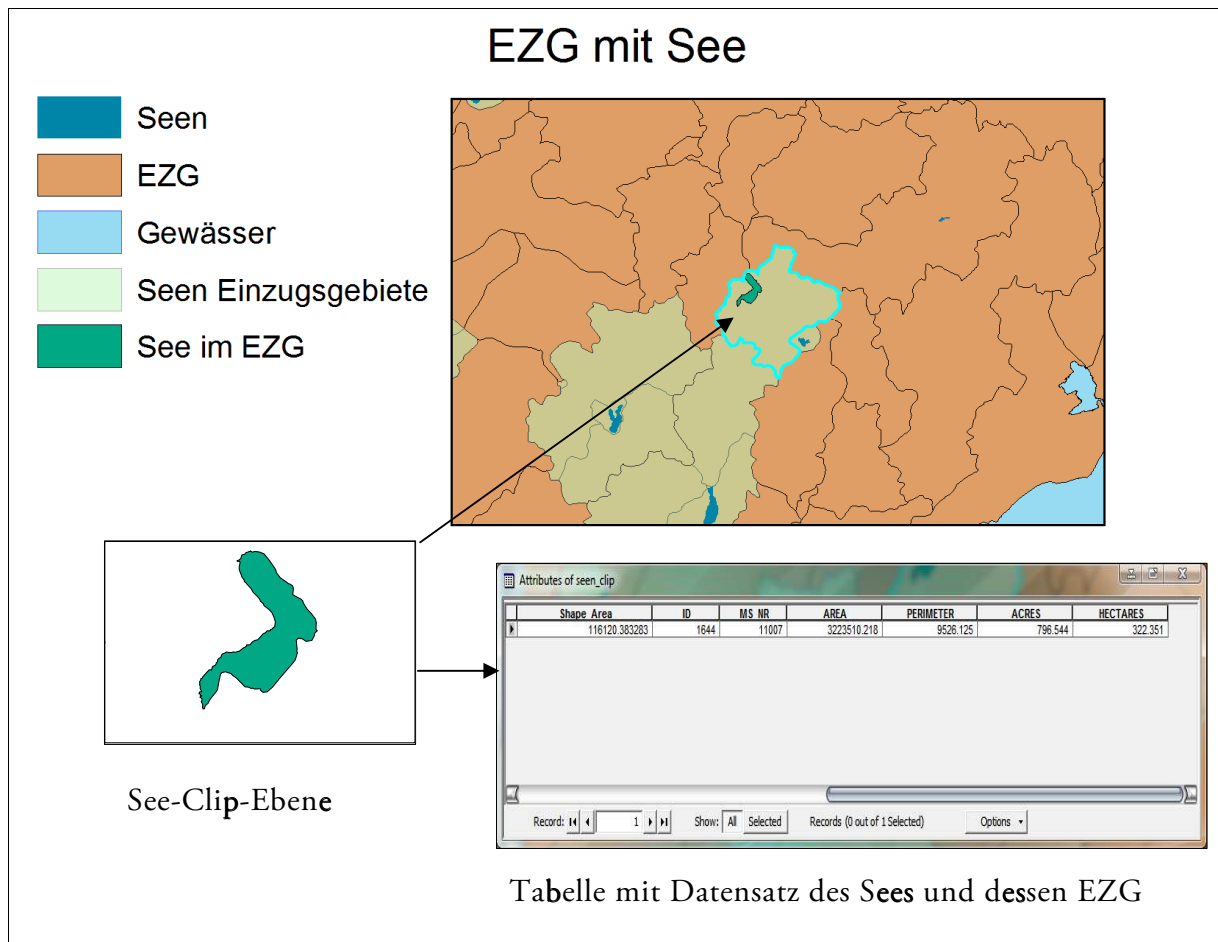 EZG mit See
Seen
EZG
Gewässer
Seen Einzugsgebiete
See im EZG
See-Clip-Ebene
Attributes of seen_clip
Shape_Area ID MS_NR AREA PERIMETER ACRES HECTARES
116120.383283 1644 11007 3223510.218 9526.125 796.544 322.351
Record: 1 Show: All Selected Records (0 out of 1 Selected) Options
Tabelle mit Datensatz des Sees und dessen EZG